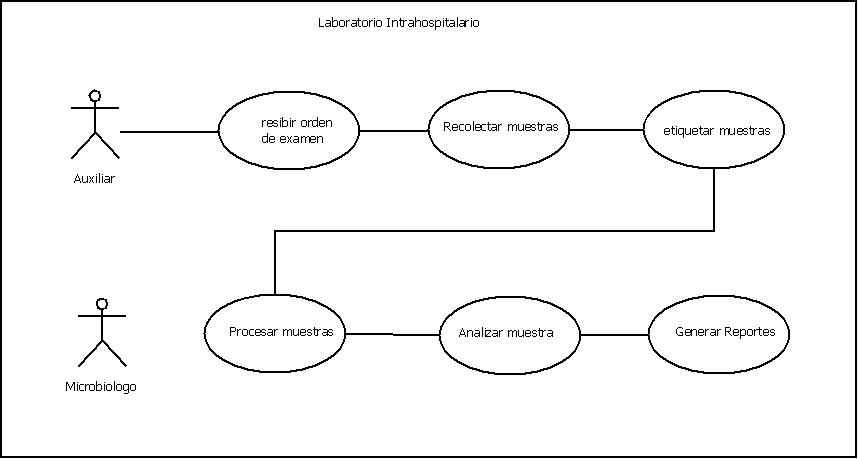 Laboratorio Intrahospitalario
resibir orden
de examen
Recolectar muestras
etiquetar muestras
Auxiliar
Procesar muestras
Analizar muestra
Generar Reportes
Microbiologo